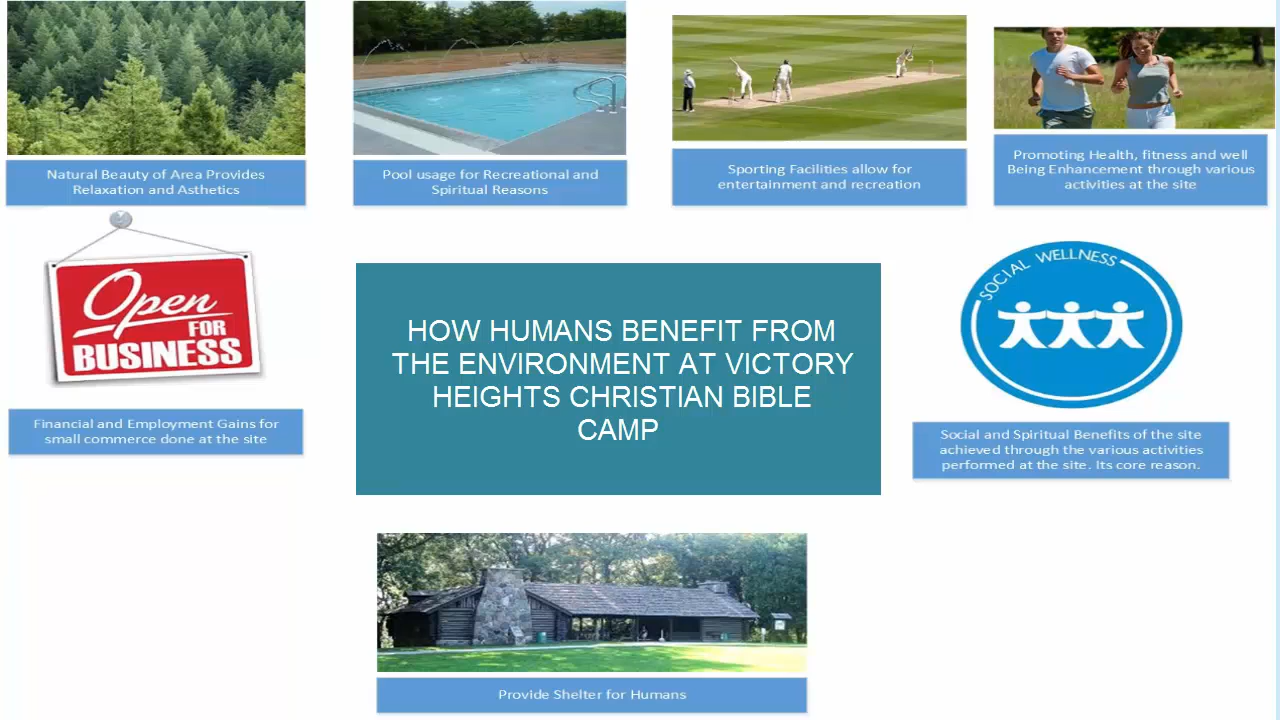 Natural Beauty of Area Provides
Relaxation and Asthetics
Pool usage for Recreational and
Spiritual Reasons
Sporting Facilities allow for
entertainment and recreation
Promoting Health, fitness and well
Being Enhancement through various
activities at the site
Open
FOR
BUSINESS
HOW HUMANS BENEFIT FROM
THE ENVIRONMENT AT VICTORY
HEIGHTS CHRISTIAN BIBLE
CAMP
SOCIAL WELLNESS
Financial and Employment Gains for
small commerce done at the site
Social and Spiritual Benefits of the site
achieved through the various activities
performed at the site. Its core reason.
Provide Shelter for Humans